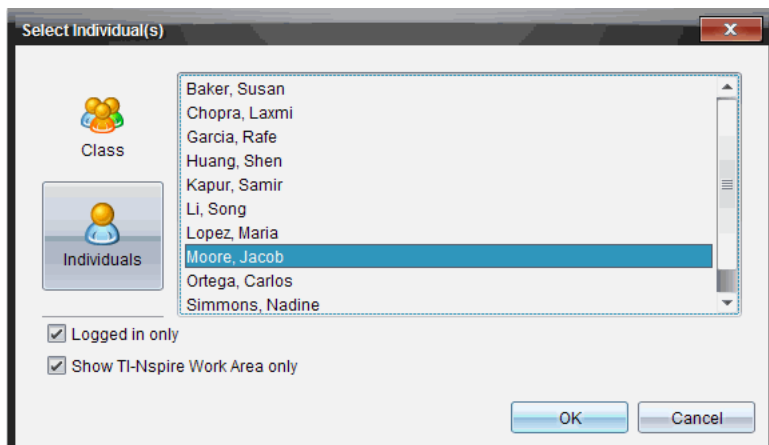 Select Individual(s)
Class
Individuals
Baker, Susan
Chopra, Laxmi
Garcia, Rafe
Huang, Shen
Kapur, Samir
Li, Song
Lopez, Maria
Moore, Jacob
Ortega, Carlos
Simmons, Nadine
Logged in only
Show TI-Nspire Work Area only
OK
Cancel